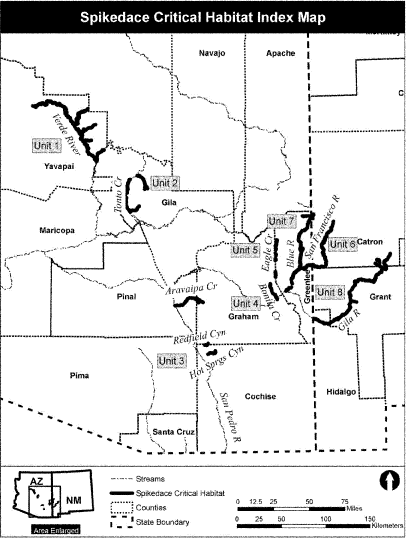 Spikedace Critical Habitat Index Map
Navajo
Apache
Verde River
Unit 1
Yavapai
Tonto Cr
Unit 2
Gila
Maricopa
Unit 7
San Francisco R
Unit 5
Eagle Cr
Blue R
Unit 6
Catron
Aravaipa Cr
Pinal
Unit 4
Bonita Cr
Greenlee
Unit 8
Graham
Grant
Gila R
Redfield Cyn
Unit 3
Hot Sprgs Cyn
Pima
Cochise
Hidalgo
San Pedro R
Santa Cruz
AZ
NM
Area Enlarged
Streams
Spikedace Critical Habitat
Counties
State Boundary
0 12.5 25 50 75
Miles
0 50 100 150
Kilometers